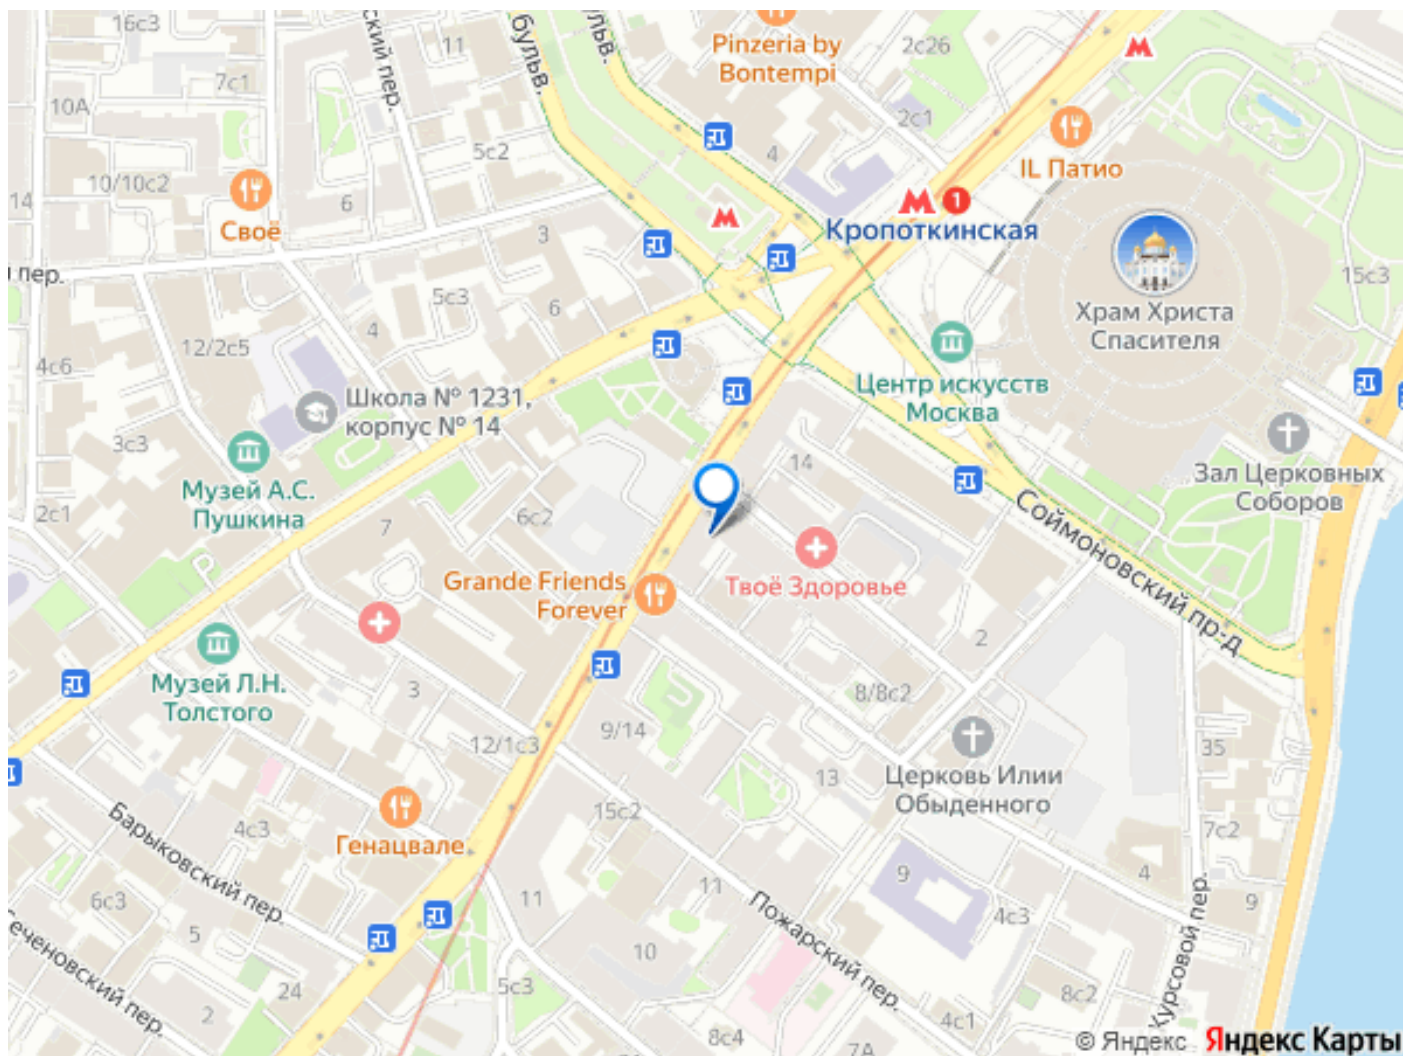 16с3
ский пер.
11
бульв.
ульв.
Pinzeria by
Bontempi
2с26
7с1
10А
2с1
5с2
4
IL Патио
10/10с2
14
6
Своё
1
Кропоткинская
3
пер.
5с3
6
15с3
Храм Христа
Спасителя
4
12/2с5
4с6
Центр искусств
Москва
Школа № 1231,
корпус № 14
3с3
14
Зал Церковных
Соборов
Музей А.С.
Пушкина
2с1
6с2
7
Соймоновский пр-д
P
Grande Friends
Forever
Твоё Здоровье
2
Музей Л.Н.
Толстого
3
8/8с2
9/14
12/1с3
35
13
Церковь Илии
Обыденного
15с2
Барыковский пер.
4с3
Генацвале
7с2
6с3
11
11
9
4
9
Пожарский пер.
4с3
Курсовой пер.
5
еченовский пер.
10
24
5с3
8с2
2
4с1
8с4
7А
© Яндекс Яндекс Карты